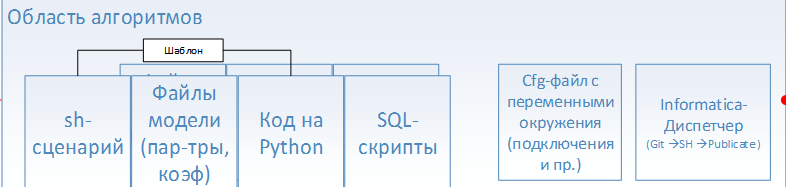 Область алгоритмов
Шаблон
sh-
сценарий
Файлы
модели
(пар-тры,
коэф)
Код на
Python
SQL-
скрипты
Cfg-файл с
переменными
окружения
(подключения
и пр.)
Informatica-
Диспетчер
(Git →SH →Publicate)